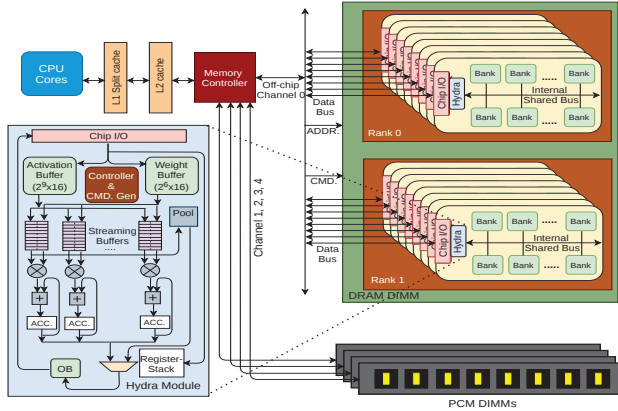 CPU
Cores
L1 Split cache
L2 cache
Memory
Controller
Off-chip
Channel 0
Data
Bus
ADDR.
CMD.
Data
Bus
Channel 1, 2, 3, 4
Chip I/O
Hydra
Bank
Bank
.....
Bank
Internal
Shared Bus
Bank
Bank
.....
Bank
Rank 0
Chip I/O
Hydra
Bank
Bank
.....
Bank
Internal
Shared Bus
Bank
Bank
.....
Bank
Rank 1
DRAM DIMM
PCM DIMMs
Chip I/O
Activation
Buffer
(2⁹x16)
Controller
&
CMD. Gen
Weight
Buffer
(2⁶x16)
Pool
Streaming
Buffers
....
+
+
+
ACC.
ACC.
ACC.
OB
Register-
Stack
Hydra Module